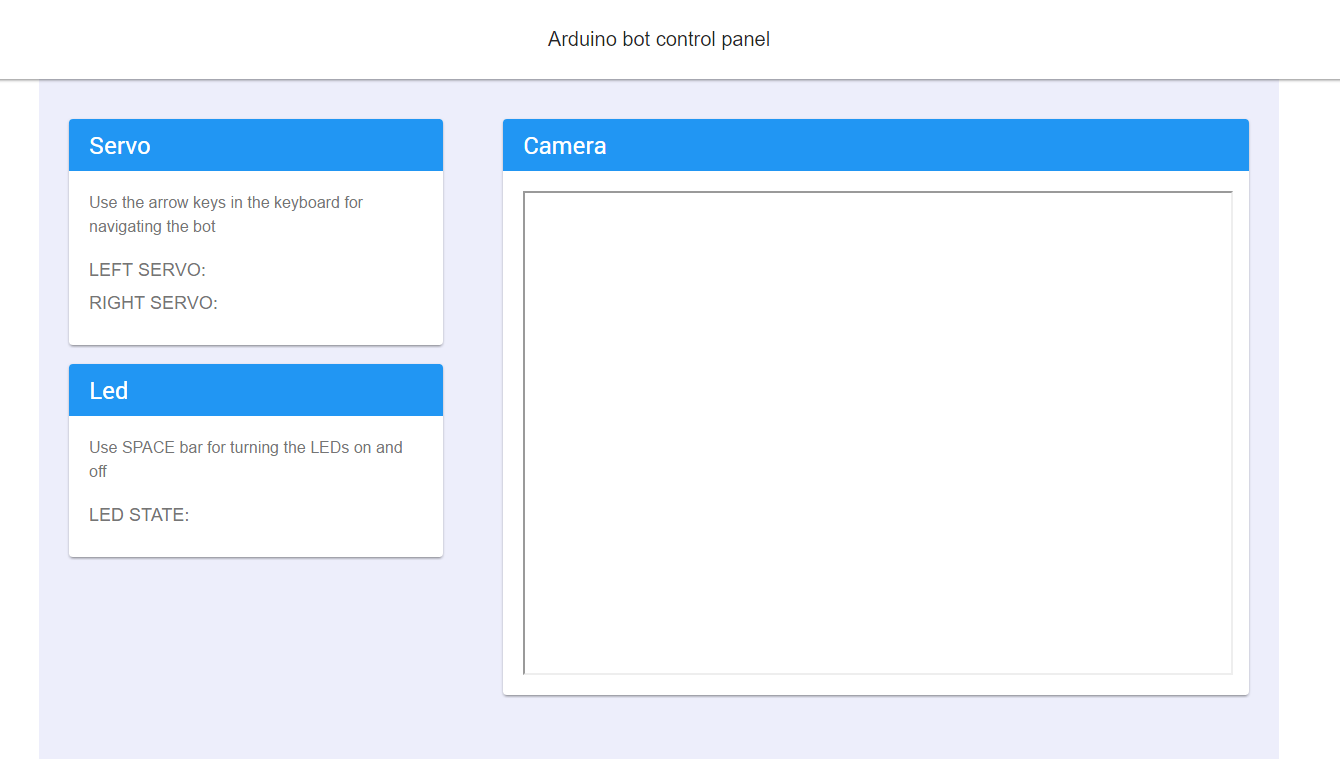 Arduino bot control panel
Servo
Use the arrow keys in the keyboard for
navigating the bot
LEFT SERVO:
RIGHT SERVO:
Led
Use SPACE bar for turning the LEDs on and
off
LED STATE:
Camera